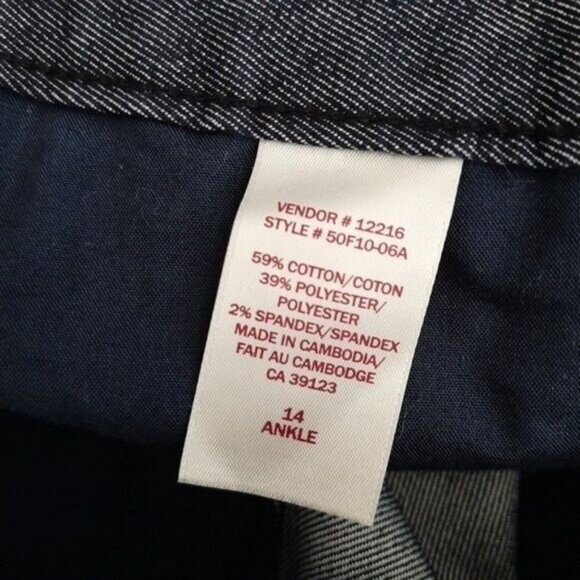 VENDOR # 12216
STYLE # 50F10-06A
59% COTTON/COTON
39% POLYESTER/
POLYESTER
2% SPANDEX/SPANDEX
MADE IN CAMBODIA/
FAIT AU CAMBODGE
CA 39123
14
ANKLE